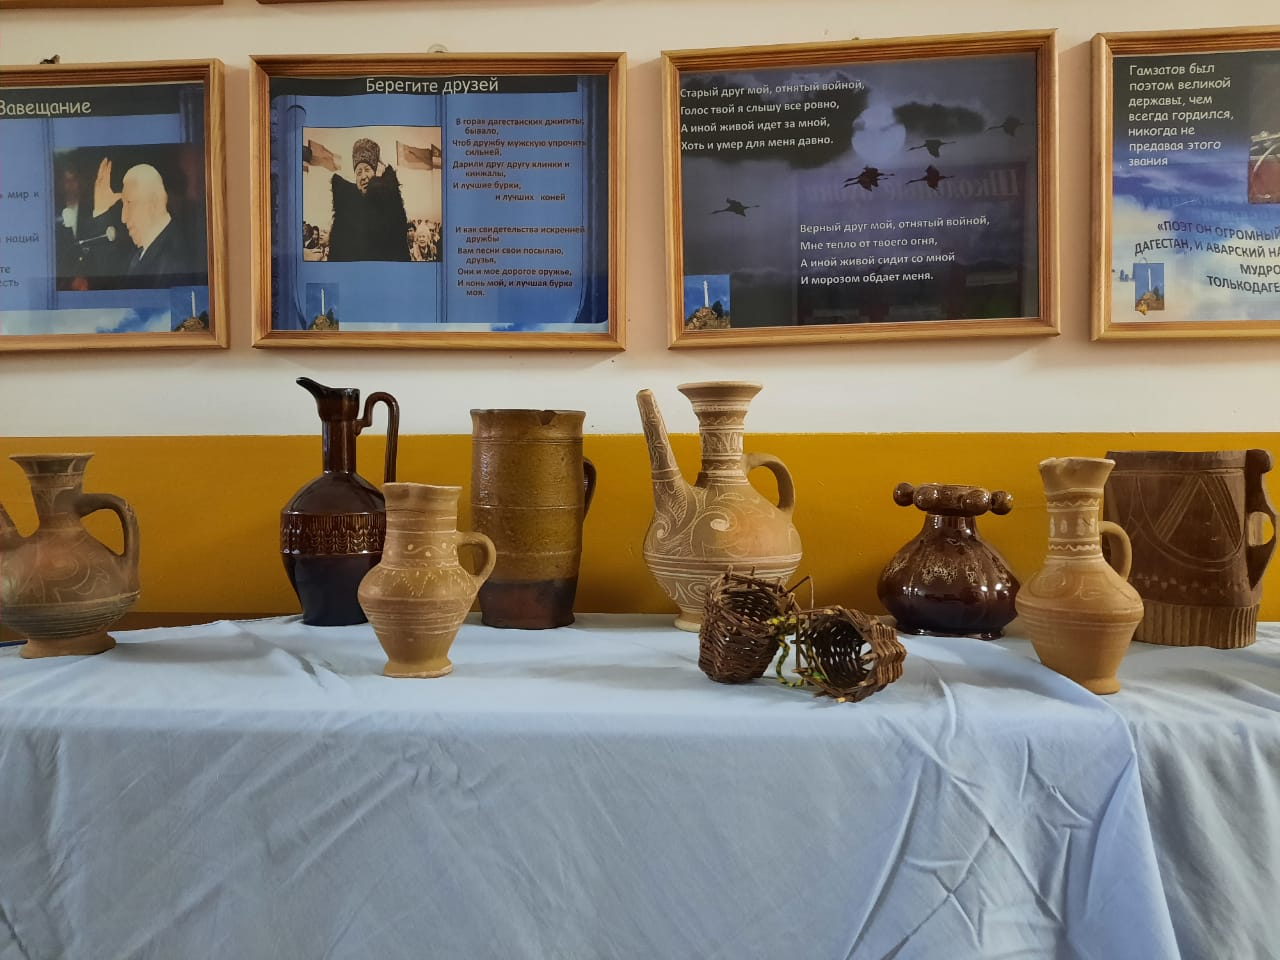 Завещание
ь мир к
наций
те
есть
Берегите друзей
В горах дагестанских джигиты,
бывало,
Чтоб дружбу мужскую упрочить
сильней,
Дарили друг другу клинки и
кинжалы,
И лучшие бурки,
и лучших коней
И как свидетельства искренней
дружбы
Вам песни свои посылаю,
друзья,
Они и мое дорогое оружье,
И конь мой, и лучшая бурка
моя.
Старый друг мой, отнятый войной,
Голос твой я слышу все ровно,
А иной живой идет за мной,
Хоть и умер для меня давно.
Верный друг мой, отнятый войной,
Мне тепло от твоего огня,
А иной живой сидит со мной
И морозом обдает меня.
Гамзатов был
поэтом великой
державы, чем
всегда гордился,
никогда не
предавая этого
звания
«ПОЭТ ОН ОГРОМНЫЙ
ДАГЕСТАН, И АВАРСКИЙ НА
МУДРО
ТОЛЬКОДАГЕ